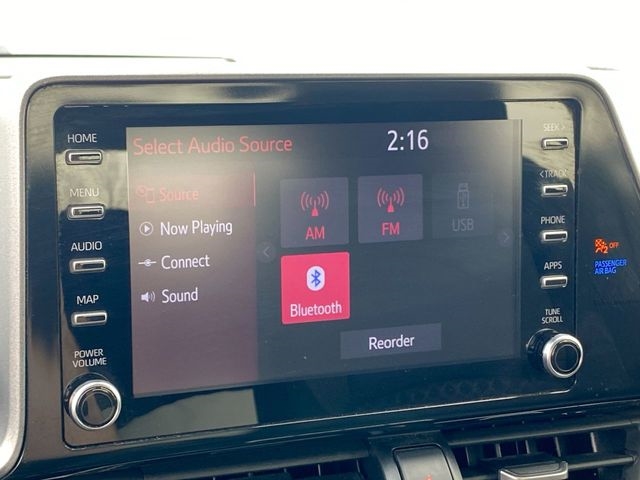 HOME
MENU
AUDIO
MAP
POWER
VOLUME
Select Audio Source
2:16
Source
Now Playing
Connect
Sound
AM
FM
USB
Bluetooth
Reorder
SEEK >
< TRACK
PHONE
APPS
TUNE
SCROLL
2 OFF
PASSENGER
AIR BAG